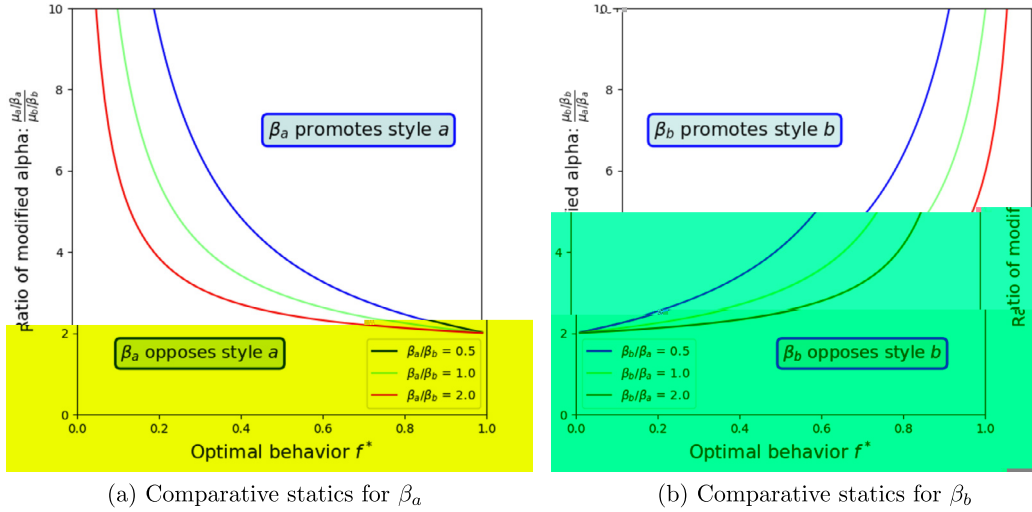 10
8
6
4
2
0
Ratio of modified alpha: μa/βa / μb/βb
βa promotes style a
βa opposes style a
βa/βb = 0.5
βa/βb = 1.0
βa/βb = 2.0
0.0 0.2 0.4 0.6 0.8 1.0
Optimal behavior f*
(a) Comparative statics for βa
10
8
6
4
2
0
ied alpha: μb/βb / μa/βa
Ratio of modif
βb promotes style b
βb opposes style b
βb/βa = 0.5
βb/βa = 1.0
βb/βa = 2.0
0.0 0.2 0.4 0.6 0.8 1.0
Optimal behavior f*
(b) Comparative statics for βb